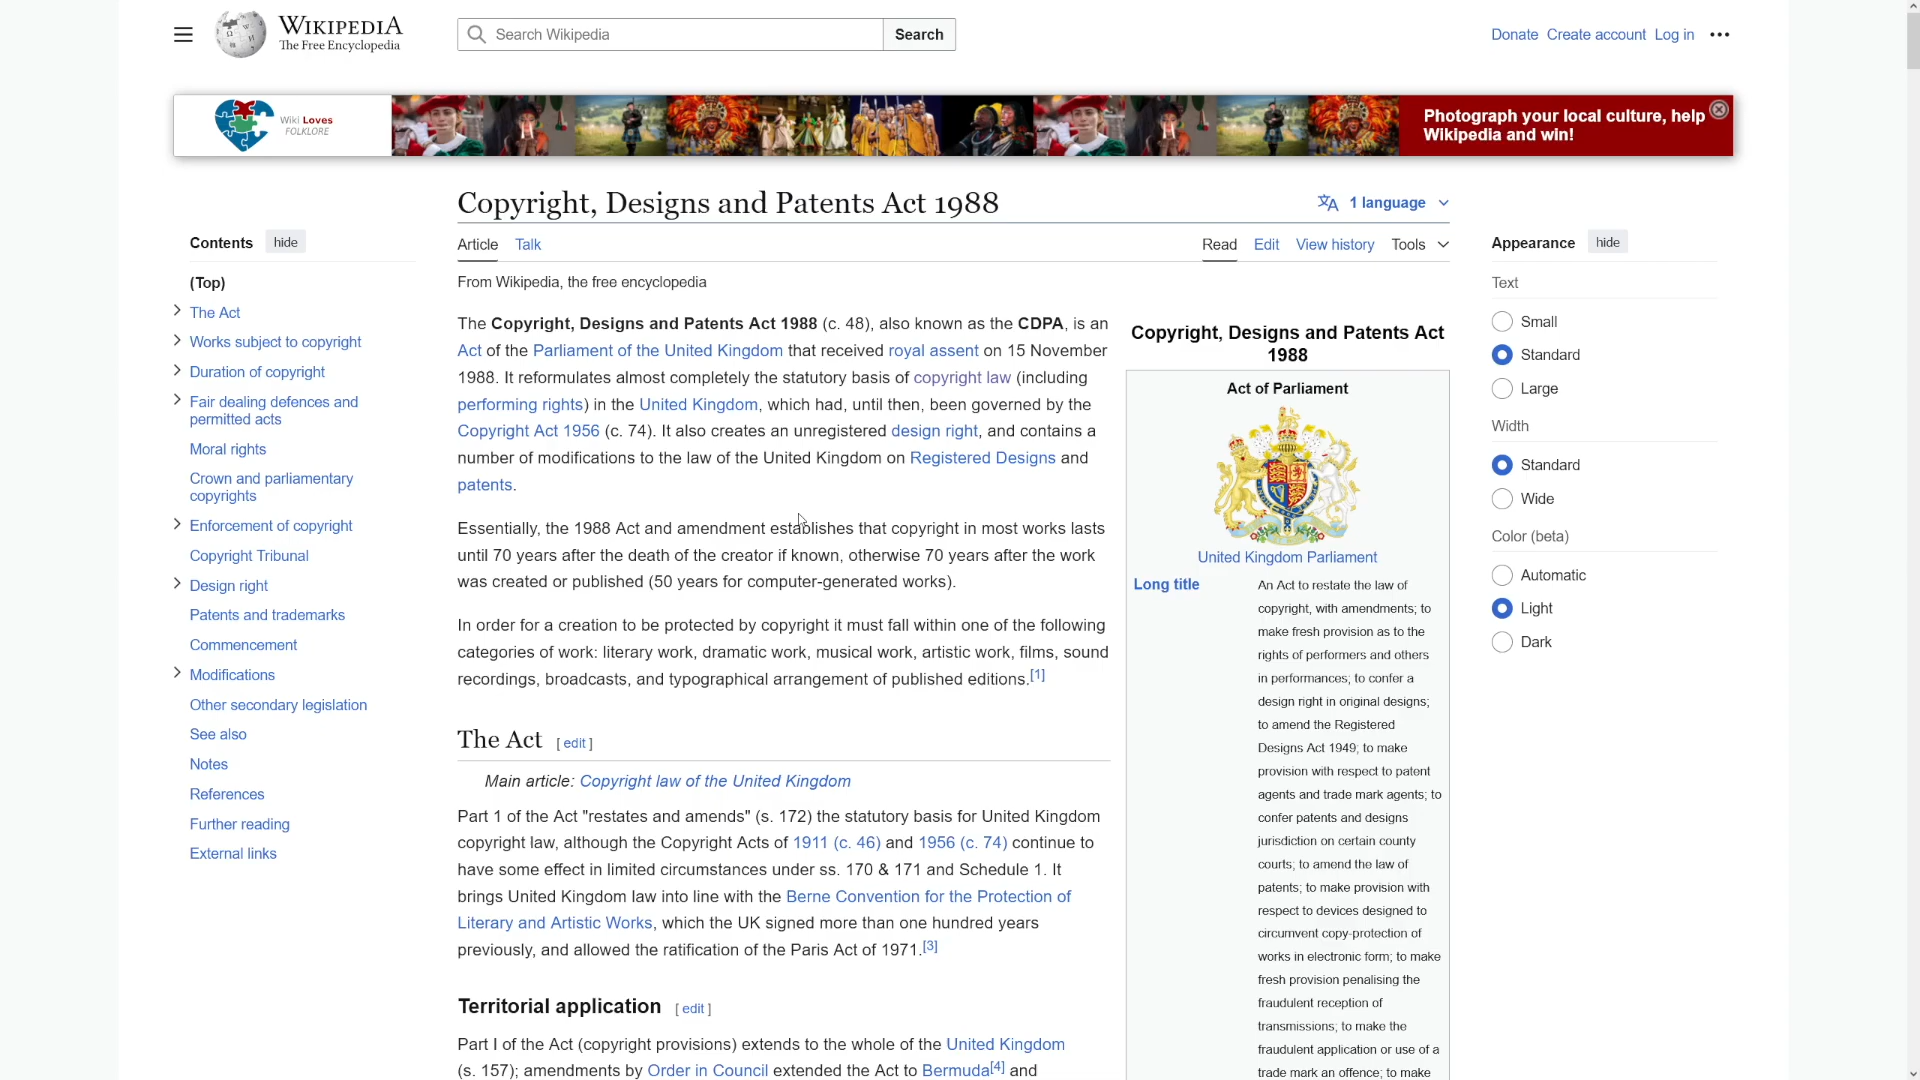 WIKIPEDIA
The Free Encyclopedia
Search Wikipedia
Search
Donate Create account Log in
Wiki Loves
FOLKLORE
Photograph your local culture, help
Wikipedia and win!
Copyright, Designs and Patents Act 1988
1 language
Contents hide
(Top)
The Act
Works subject to copyright
Duration of copyright
Fair dealing defences and
permitted acts
Moral rights
Crown and parliamentary
copyrights
Enforcement of copyright
Copyright Tribunal
Design right
Patents and trademarks
Commencement
Modifications
Other secondary legislation
See also
Notes
References
Further reading
External links
Article Talk
Read Edit View history Tools
From Wikipedia, the free encyclopedia
The Copyright, Designs and Patents Act 1988 (c. 48), also known as the CDPA, is an
Act of the Parliament of the United Kingdom that received royal assent on 15 November
1988. It reformulates almost completely the statutory basis of copyright law (including
performing rights) in the United Kingdom, which had, until then, been governed by the
Copyright Act 1956 (c. 74). It also creates an unregistered design right, and contains a
number of modifications to the law of the United Kingdom on Registered Designs and
patents.
Essentially, the 1988 Act and amendment establishes that copyright in most works lasts
until 70 years after the death of the creator if known, otherwise 70 years after the work
was created or published (50 years for computer-generated works).
In order for a creation to be protected by copyright it must fall within one of the following
categories of work: literary work, dramatic work, musical work, artistic work, films, sound
recordings, broadcasts, and typographical arrangement of published editions.[1]
The Act [ edit ]
Main article: Copyright law of the United Kingdom
Part 1 of the Act "restates and amends" (s. 172) the statutory basis for United Kingdom
copyright law, although the Copyright Acts of 1911 (c. 46) and 1956 (c. 74) continue to
have some effect in limited circumstances under ss. 170 & 171 and Schedule 1. It
brings United Kingdom law into line with the Berne Convention for the Protection of
Literary and Artistic Works, which the UK signed more than one hundred years
previously, and allowed the ratification of the Paris Act of 1971.[3]
Territorial application [ edit ]
Part I of the Act (copyright provisions) extends to the whole of the United Kingdom
(s. 157); amendments by Order in Council extended the Act to Bermuda[4] and
Copyright, Designs and Patents Act
1988
Act of Parliament
United Kingdom Parliament
Long title
An Act to restate the law of
copyright, with amendments; to
make fresh provision as to the
rights of performers and others
in performances; to confer a
design right in original designs;
to amend the Registered
Designs Act 1949; to make
provision with respect to patent
agents and trade mark agents; to
confer patents and designs
jurisdiction on certain county
courts; to amend the law of
patents; to make provision with
respect to devices designed to
circumvent copy-protection of
works in electronic form; to make
fresh provision penalising the
fraudulent reception of
transmissions; to make the
fraudulent application or use of a
trade mark an offence; to make
Appearance hide
Text
Small
Standard
Large
Width
Standard
Wide
Color (beta)
Automatic
Light
Dark